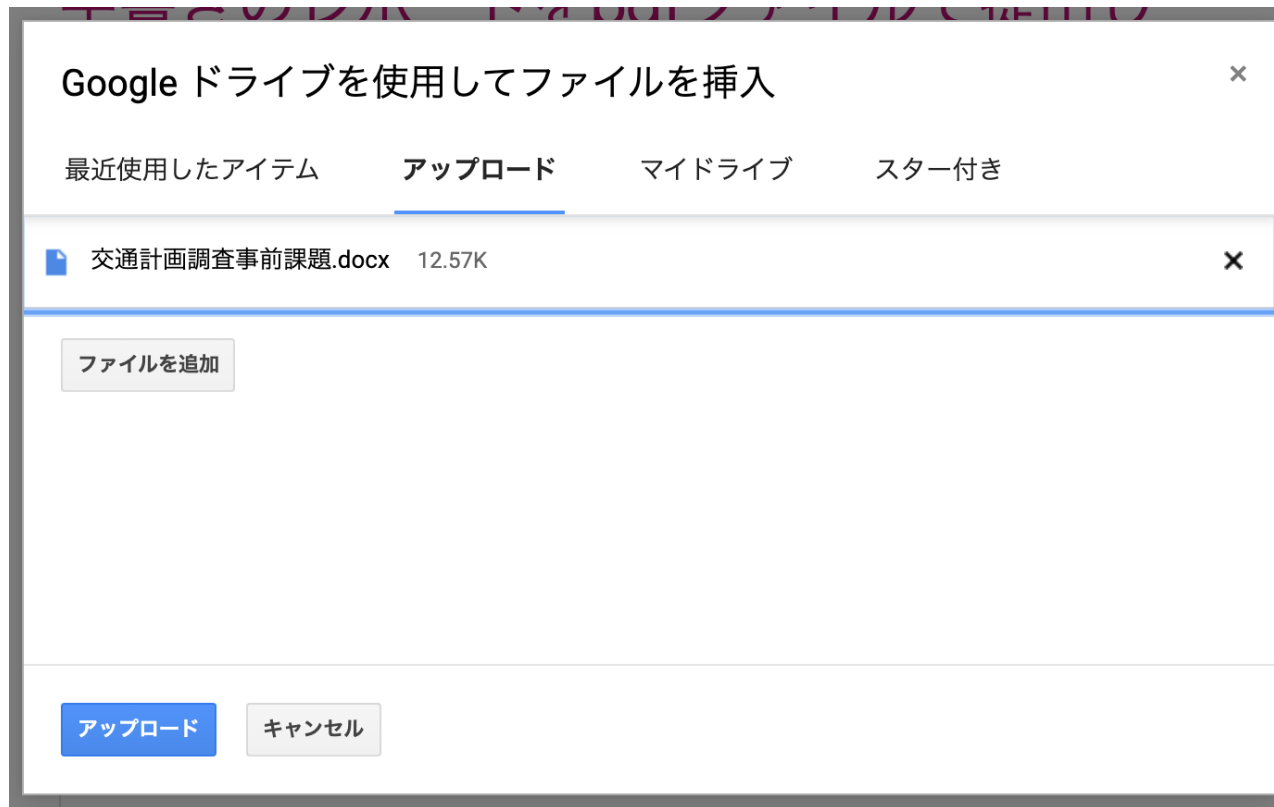 Google ドライブを使用してファイルを挿入
×
最近使用したアイテム アップロード マイドライブ スター付き
交通計画調査事前課題.docx 12.57K ×
ファイルを追加
アップロード キャンセル